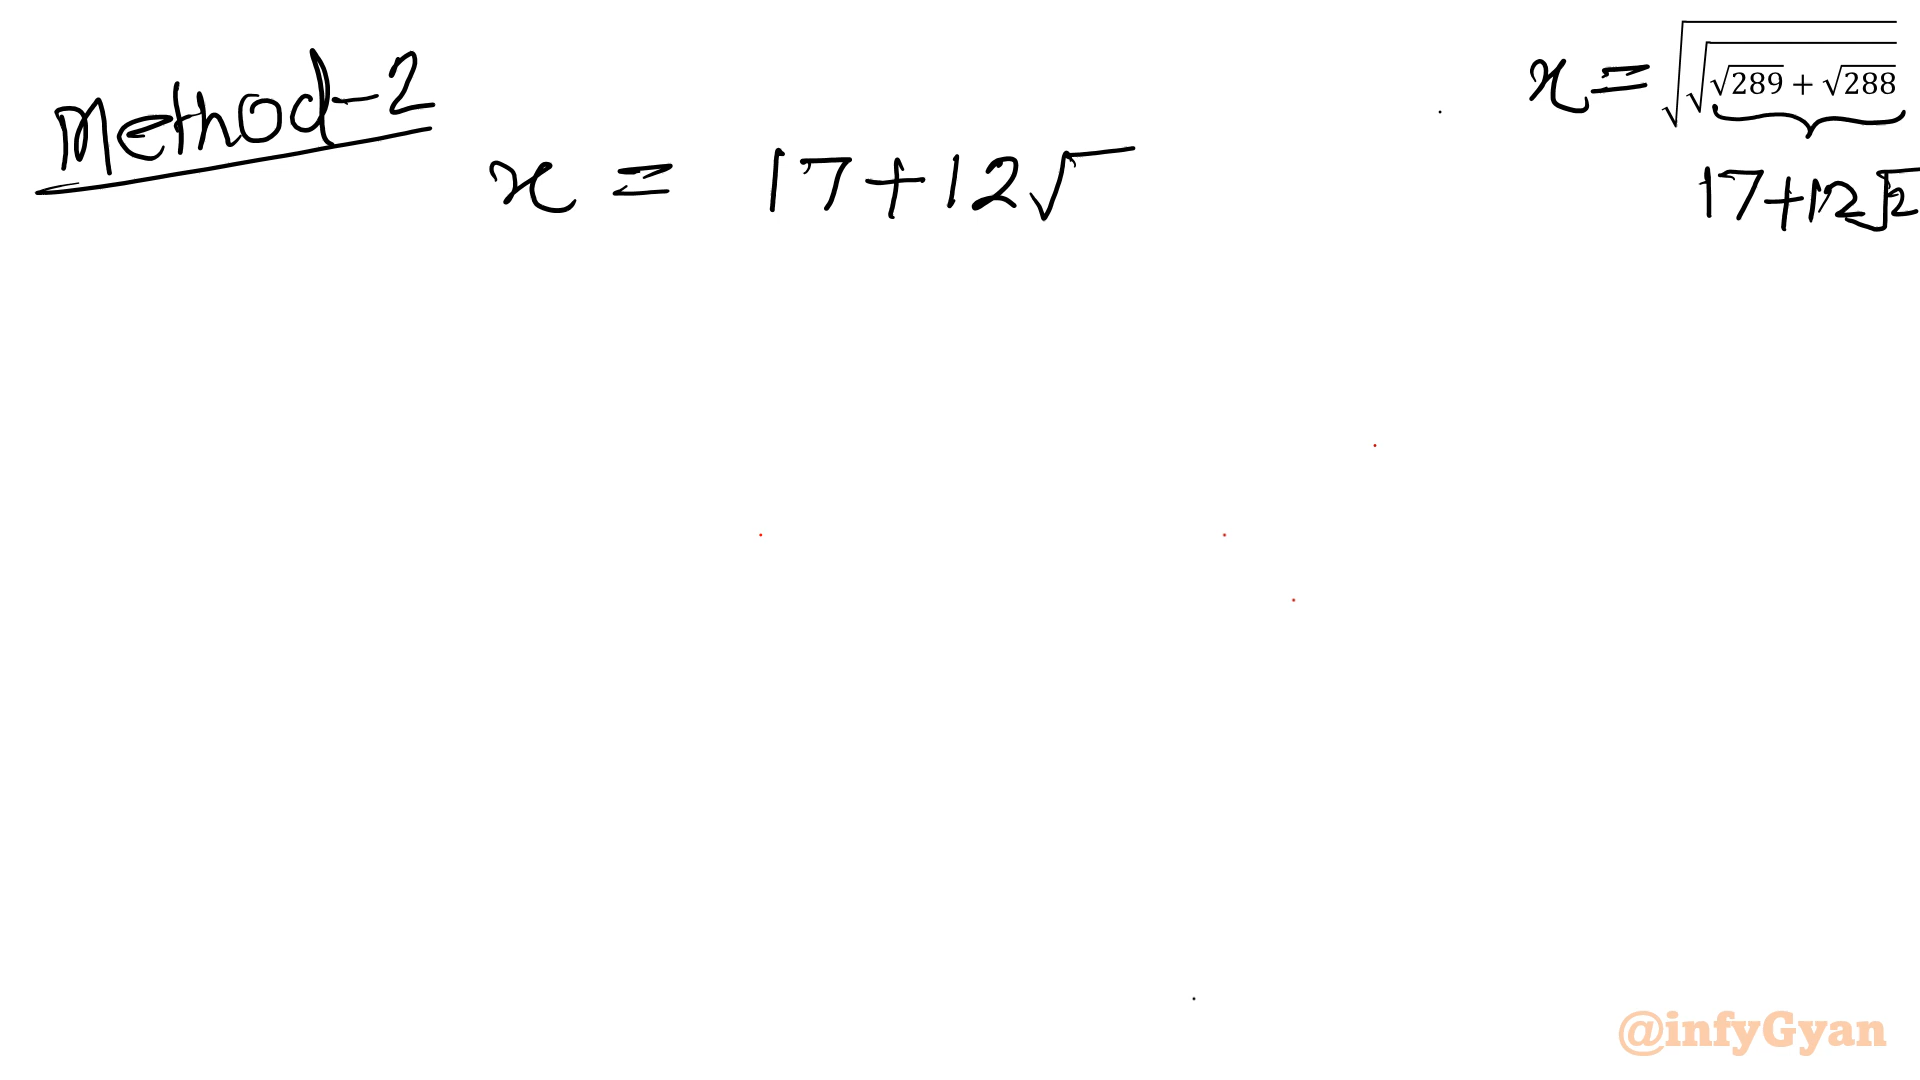 Method-2
x = √√(√289 + √288)
x = 17+12√
17+12√2
@infyGyan